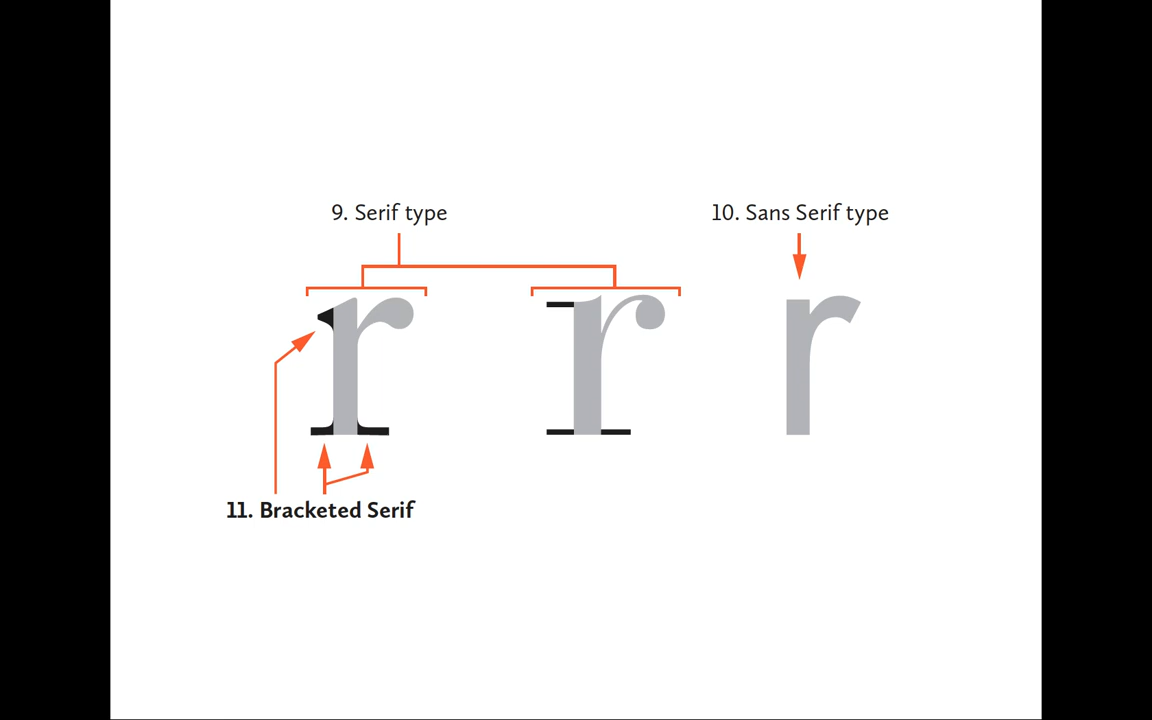 9. Serif type
10. Sans Serif type
r r r
11. Bracketed Serif